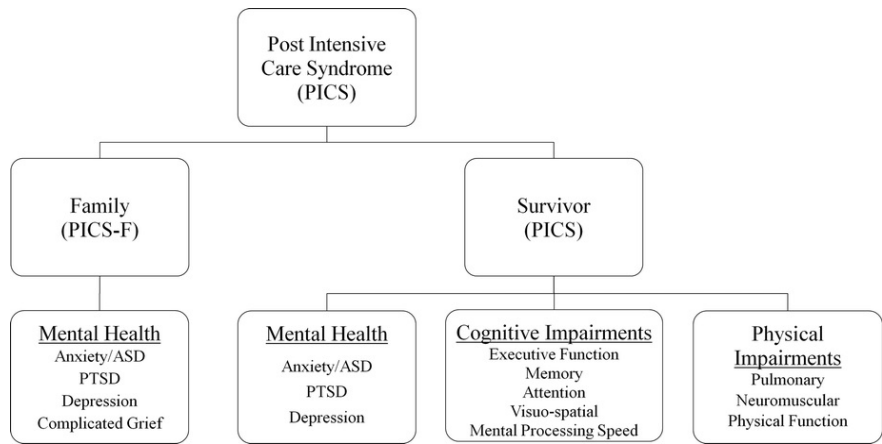 Post Intensive
Care Syndrome
(PICS)
Family
(PICS-F)
Survivor
(PICS)
Mental Health
Anxiety/ASD
PTSD
Depression
Complicated Grief
Mental Health
Anxiety/ASD
PTSD
Depression
Cognitive Impairments
Executive Function
Memory
Attention
Visuo-spatial
Mental Processing Speed
Physical
Impairments
Pulmonary
Neuromuscular
Physical Function